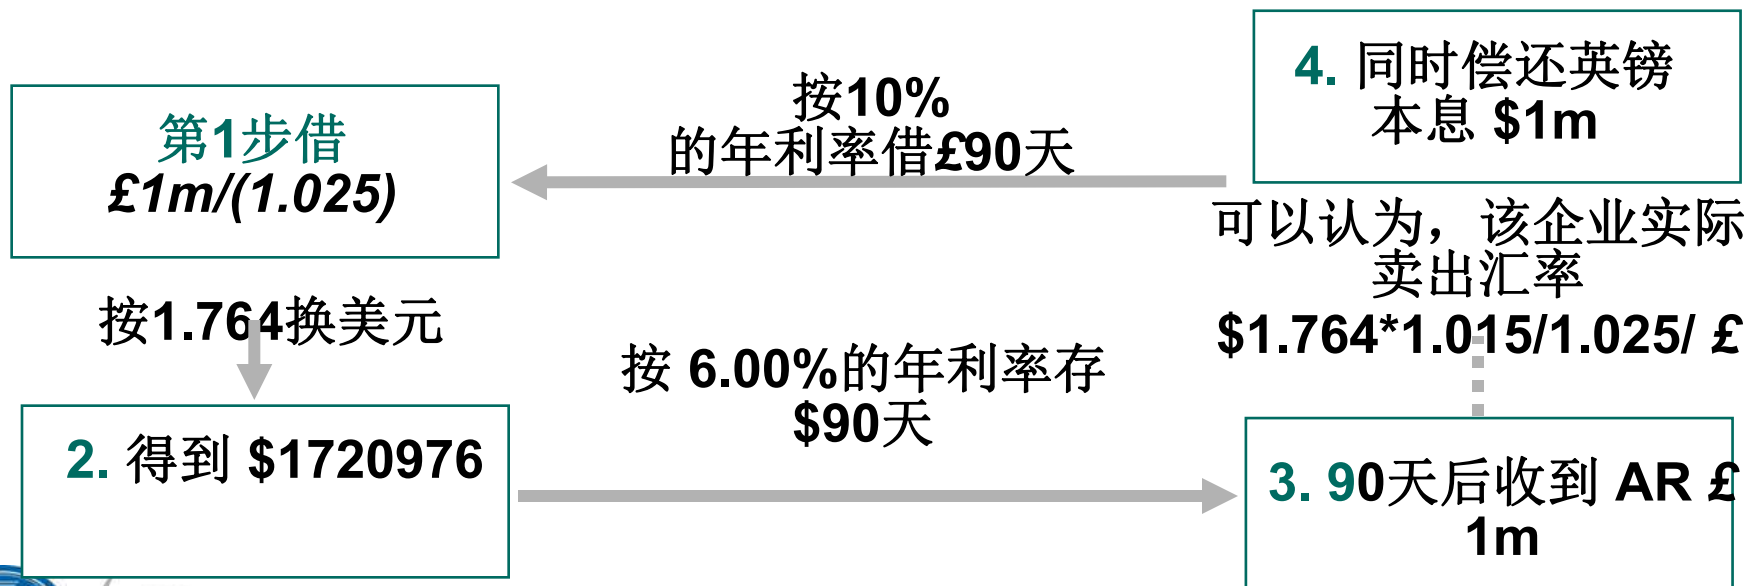 第1步借
£1m/(1.025)
按10%
的年利率借£90天
4. 同时偿还英镑
本息 $1m
可以认为，该企业实际
卖出汇率
$1.764*1.015/1.025/ £
按1.764换美元
按 6.00%的年利率存
$90天
2. 得到 $1720976
3. 90天后收到 AR £
1m